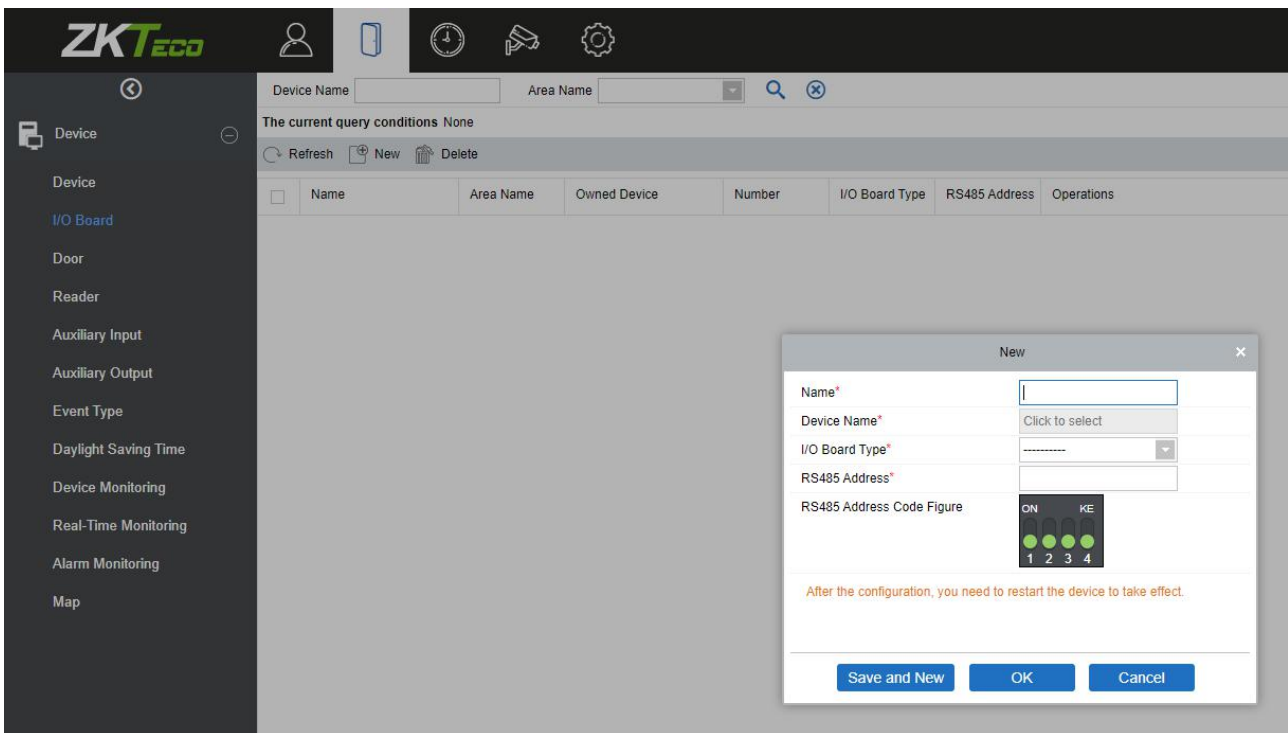 ZKTECO
Device Name Area Name
The current query conditions None
Refresh New Delete
Name Area Name Owned Device Number I/O Board Type RS485 Address Operations
Device
Device
I/O Board
Door
Reader
Auxiliary Input
Auxiliary Output
Event Type
Daylight Saving Time
Device Monitoring
Real-Time Monitoring
Alarm Monitoring
Map
New
Name*
Device Name* Click to select
I/O Board Type* ----------
RS485 Address*
RS485 Address Code Figure
ON KE
1 2 3 4
After the configuration, you need to restart the device to take effect.
Save and New OK Cancel